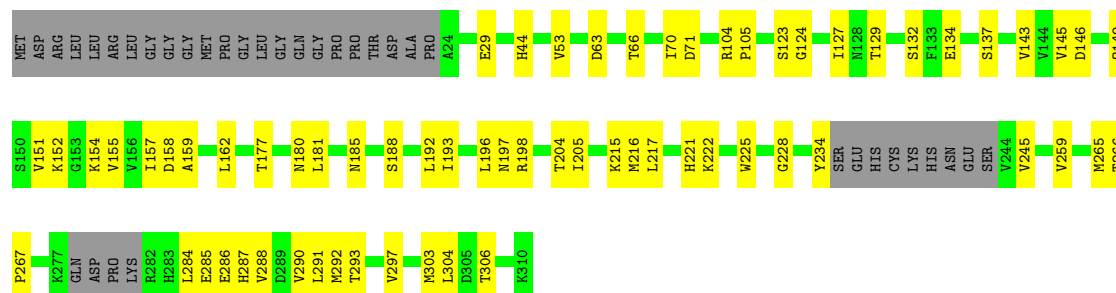 MET ASP ARG LEU LEU ARG LEU GLY GLY GLY MET PRO GLY LEU GLY GLN GLY PRO PRO THR ASP ALA PRO A24 E29 H44 V53 D63 T66 I70 D71 R104 P105 S123 G124 I127 N128 T129 S132 F133 E134 S137 V143 V144 V145 D146
S150 V151 K152 G153 K154 V155 V156 I157 D158 A159 L162 T177 N180 L181 N185 S188 L192 I193 L196 N197 R198 T204 I205 K215 M216 L217 H221 K222 W225 G228 Y234 SER GLU HIS CYS LYS HIS ASN GLU SER V244 V245 V259 M265
P267 K277 GLN ASP PRO LYS R282 H283 L284 E285 E286 H287 V288 D289 V290 L291 M292 T293 V297 M303 L304 D305 T306 K310